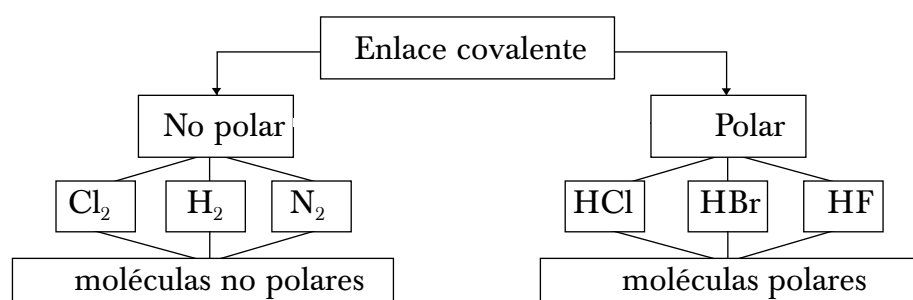 Enlace covalente
No polar
Polar
Cl₂ H₂ N₂
HCl HBr HF
moléculas no polares
moléculas polares